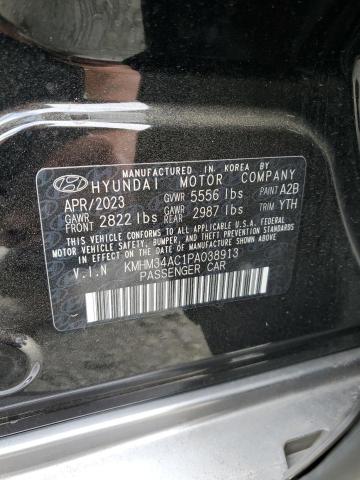 MANUFACTURED IN KOREA BY
HYUNDAI MOTOR COMPANY
APR/2023 GVWR 5556 lbs PAINT A2B
GAWR FRONT 2822 lbs GAWR REAR 2987 lbs TRIM YTH
THIS VEHICLE CONFORMS TO ALL APPLICABLE U.S.A. FEDERAL
MOTOR VEHICLE SAFETY, BUMPER, AND THEFT PREVENTION
STANDARDS IN EFFECT ON THE DATE OF MANUFACTURE SHOWN ABOVE.
V.I.N KMHM34AC1PA038913
PASSENGER CAR